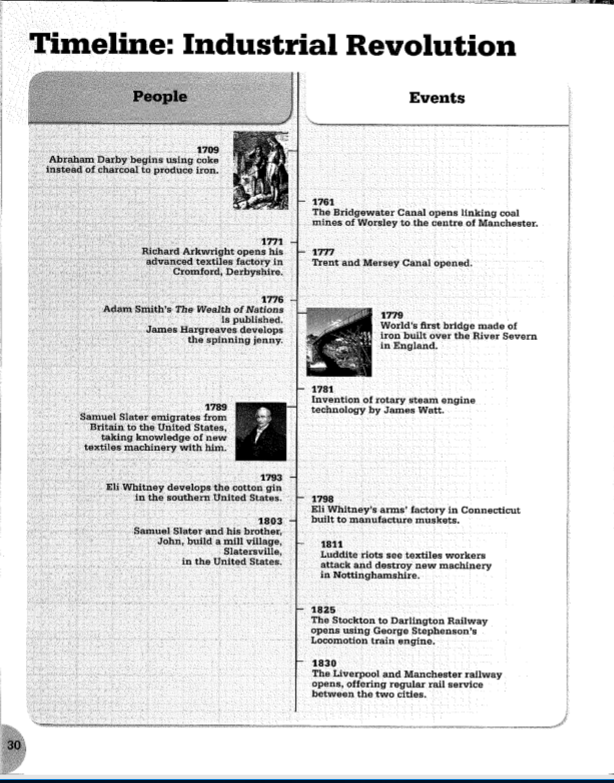 Timeline: Industrial Revolution
People
Events
1709
Abraham Darby begins using coke
instead of charcoal to produce iron.
1761
The Bridgewater Canal opens linking coal
mines of Worsley to the centre of Manchester.
1771
Richard Arkwright opens his
advanced textiles factory in
Cromford, Derbyshire.
1777
Trent and Mersey Canal opened.
1776
Adam Smith's The Wealth of Nations
is published.
James Hargreaves develops
the spinning jenny.
1779
World's first bridge made of
iron built over the River Severn
in England.
1781
Invention of rotary steam engine
technology by James Watt.
1789
Samuel Slater emigrates from
Britain to the United States,
taking knowledge of new
textiles machinery with him.
1793
Eli Whitney develops the cotton gin
in the southern United States.
1798
Eli Whitney's arms' factory in Connecticut
built to manufacture muskets.
1803
Samuel Slater and his brother,
John, build a mill village,
Slatersville,
in the United States.
1811
Luddite riots see textiles workers
attack and destroy new machinery
in Nottinghamshire.
1825
The Stockton to Darlington Railway
opens using George Stephenson's
Locomotion train engine.
1830
The Liverpool and Manchester railway
opens, offering regular rail service
between the two cities.
30